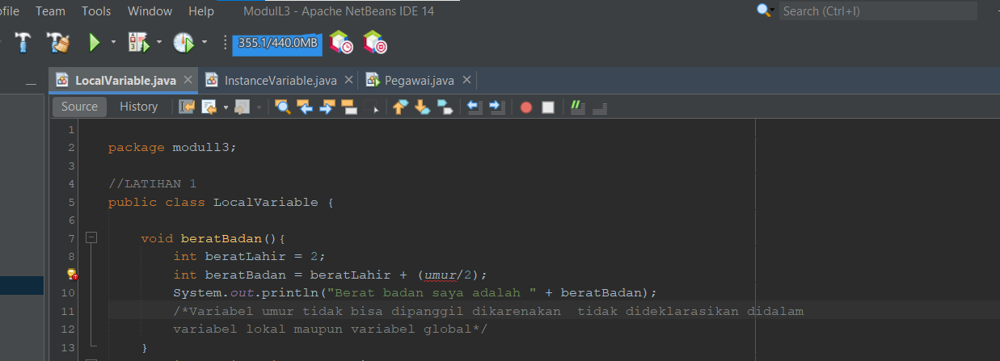 ofile Team Tools Window Help ModulL3 - Apache NetBeans IDE 14 Search (Ctrl+I)
355.1/440.0MB
LocalVariable.java InstanceVariable.java Pegawai.java
Source History
1
2 package modull3;
3
4 //LATIHAN 1
5 public class LocalVariable {
6
7 void beratBadan(){
8 int beratLahir = 2;
int beratBadan = beratLahir + (umur/2);
10 System.out.println("Berat badan saya adalah " + beratBadan);
11 /*Variabel umur tidak bisa dipanggil dikarenakan  tidak dideklarasikan didalam
12 variabel lokal maupun variabel global*/
13 }